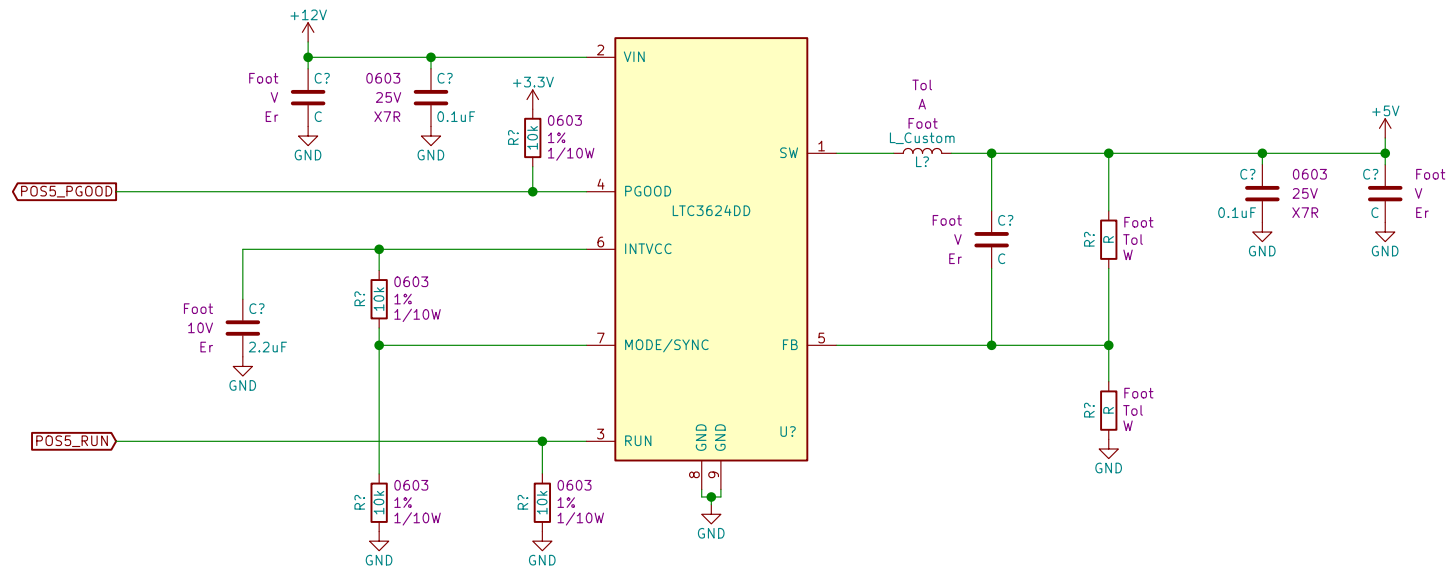 +12V
Foot
V
Er
C?
C
GND
0603
25V
X7R
C?
0.1uF
GND
+3.3V
R?
10k
0603
1%
1/10W
2
VIN
POS5_PGOOD
4
PGOOD
LTC3624DD
SW
1
Tol
A
Foot
L_Custom
L?
+5V
C?
0.1uF
0603
25V
X7R
GND
C?
C
Foot
V
Er
GND
Foot
V
Er
C?
C
R?
R
Foot
Tol
W
6
INTVCC
R?
10k
0603
1%
1/10W
Foot
10V
Er
C?
2.2uF
GND
7
MODE/SYNC
FB
5
R?
R
Foot
Tol
W
GND
POS5_RUN
3
RUN
GND
GND
U?
8
9
GND
R?
10k
0603
1%
1/10W
GND
R?
10k
0603
1%
1/10W
GND